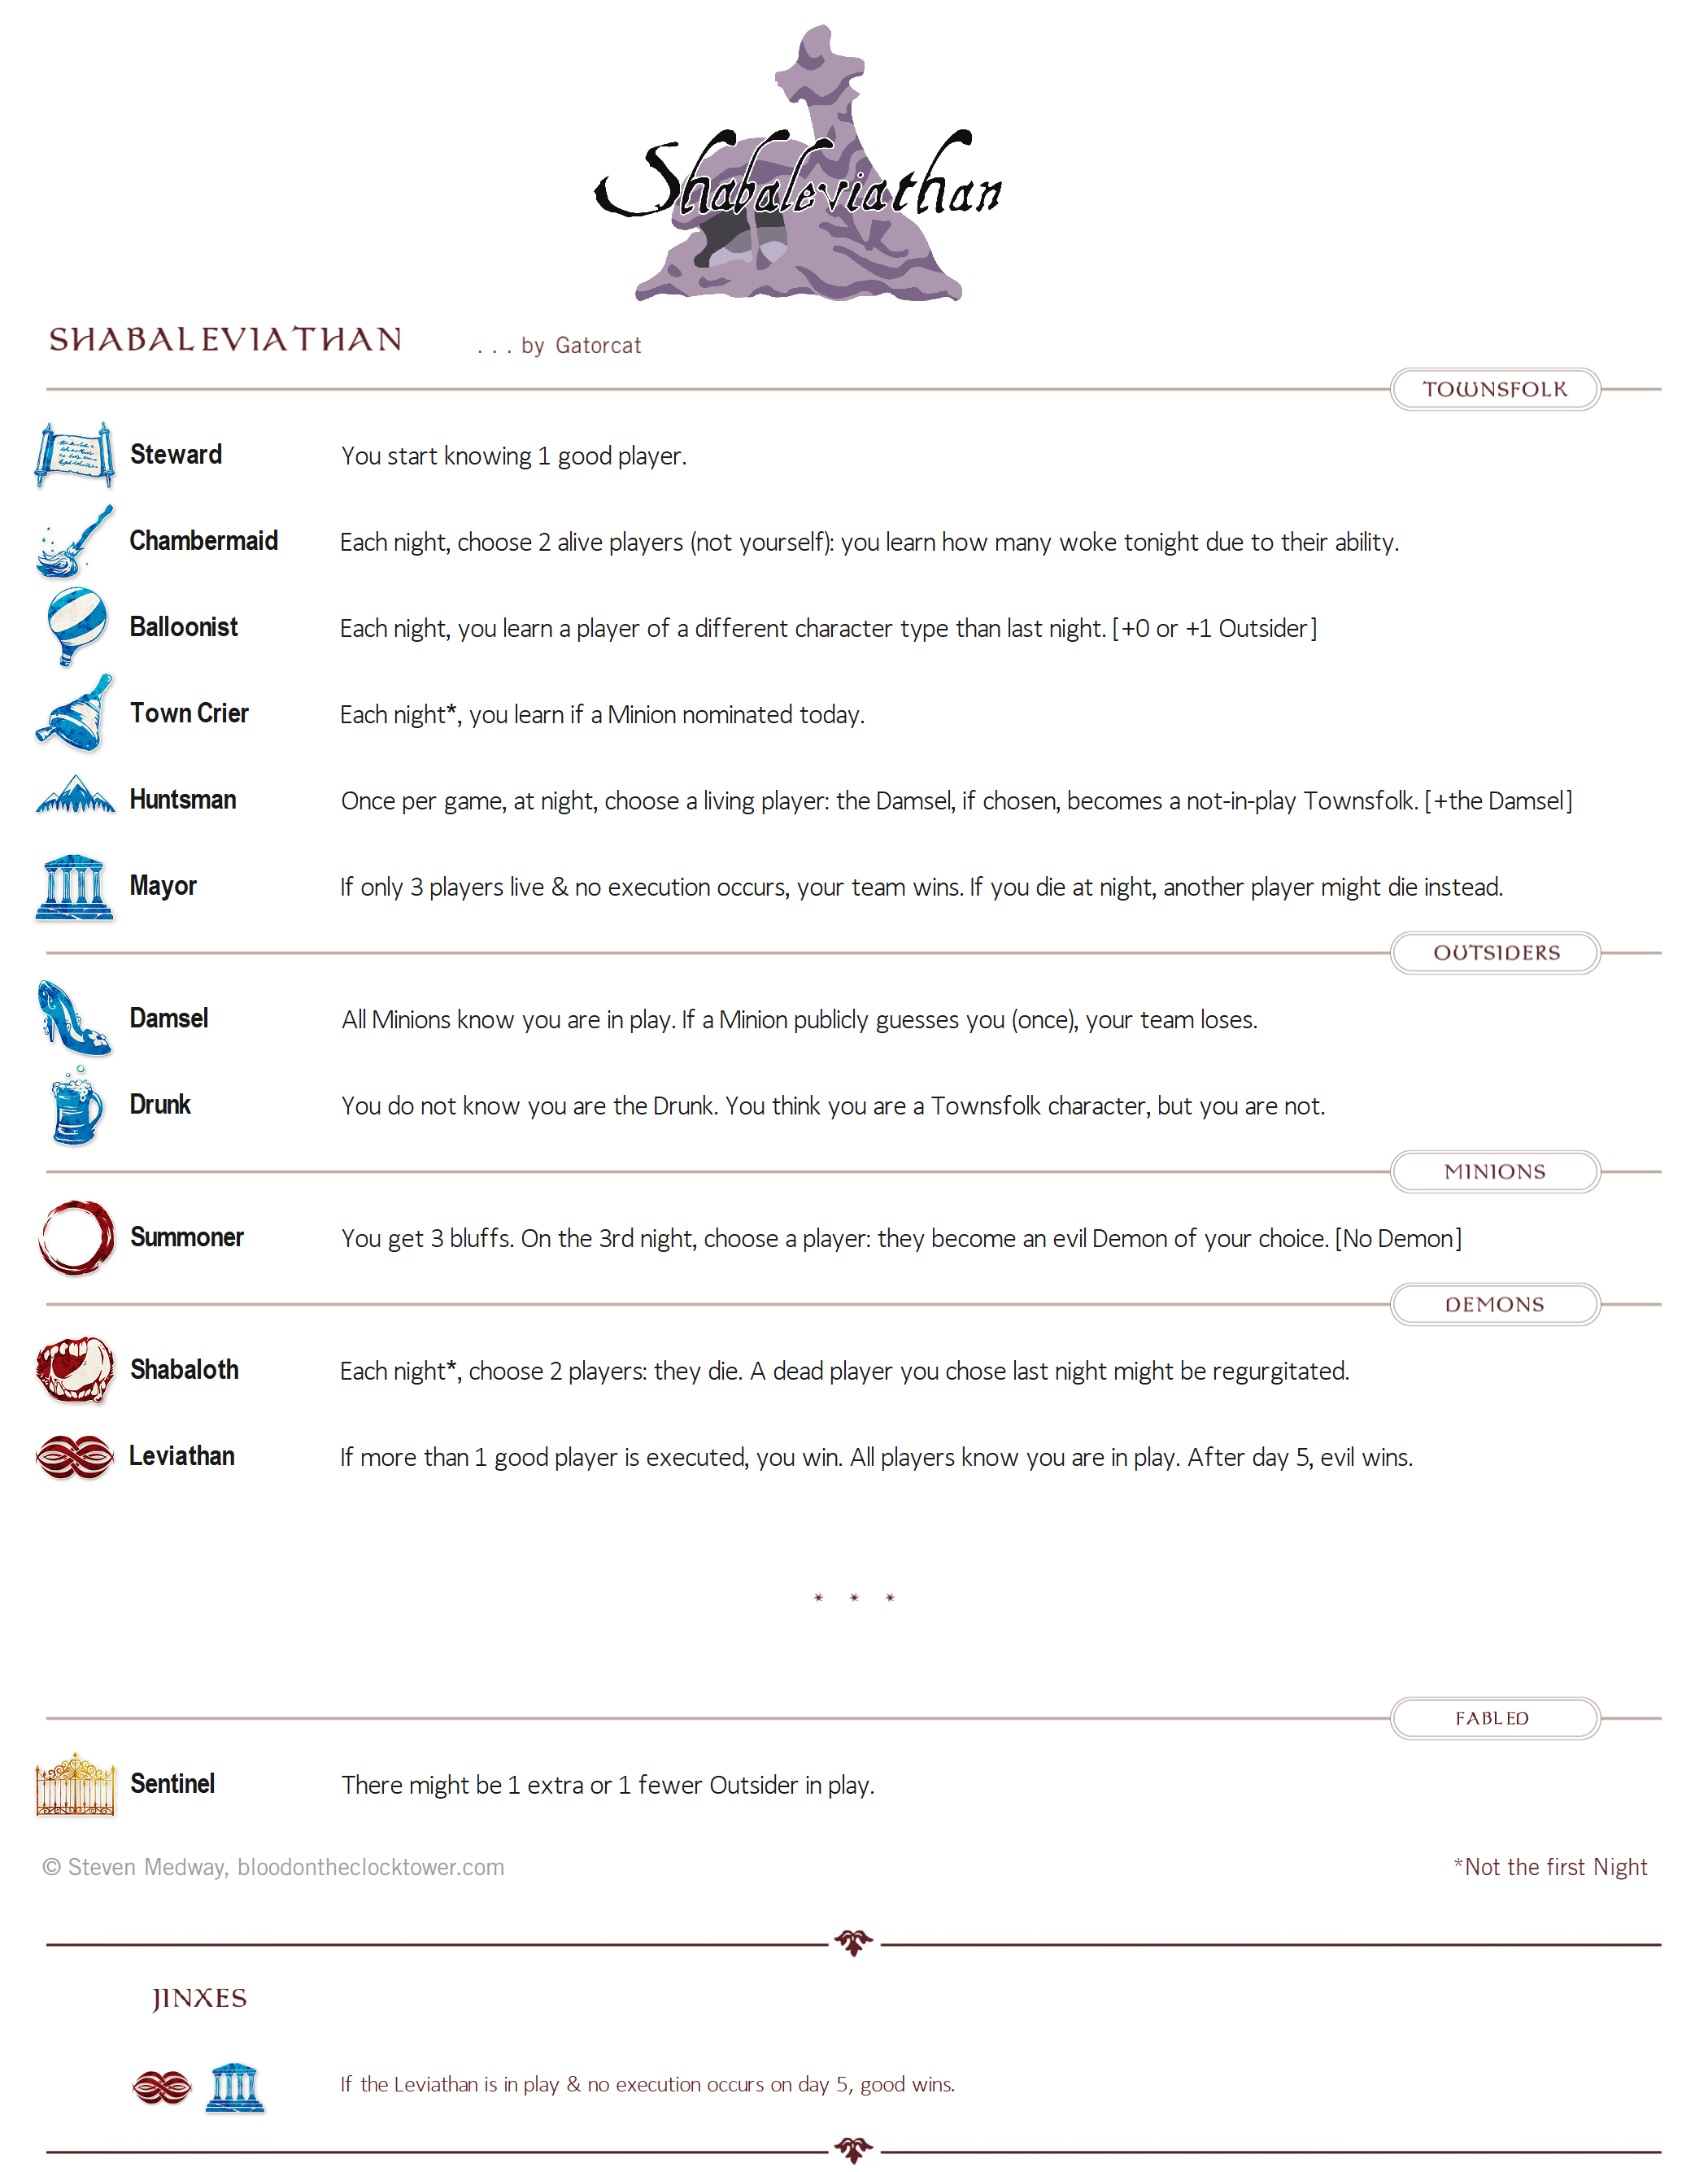 Shabaleviathan
SHABALEVIATHAN . . . by Gatorcat
TOWNSFOLK
Steward You start knowing 1 good player.
Chambermaid Each night, choose 2 alive players (not yourself): you learn how many woke tonight due to their ability.
Balloonist Each night, you learn a player of a different character type than last night. [+0 or +1 Outsider]
Town Crier Each night*, you learn if a Minion nominated today.
Huntsman Once per game, at night, choose a living player: the Damsel, if chosen, becomes a not-in-play Townsfolk. [+the Damsel]
Mayor If only 3 players live & no execution occurs, your team wins. If you die at night, another player might die instead.
OUTSIDERS
Damsel All Minions know you are in play. If a Minion publicly guesses you (once), your team loses.
Drunk You do not know you are the Drunk. You think you are a Townsfolk character, but you are not.
MINIONS
Summoner You get 3 bluffs. On the 3rd night, choose a player: they become an evil Demon of your choice. [No Demon]
DEMONS
Shabaloth Each night*, choose 2 players: they die. A dead player you chose last night might be regurgitated.
Leviathan If more than 1 good player is executed, you win. All players know you are in play. After day 5, evil wins.
* * *
FABLED
Sentinel There might be 1 extra or 1 fewer Outsider in play.
© Steven Medway, bloodontheclocktower.com *Not the first Night
JINXES
If the Leviathan is in play & no execution occurs on day 5, good wins.